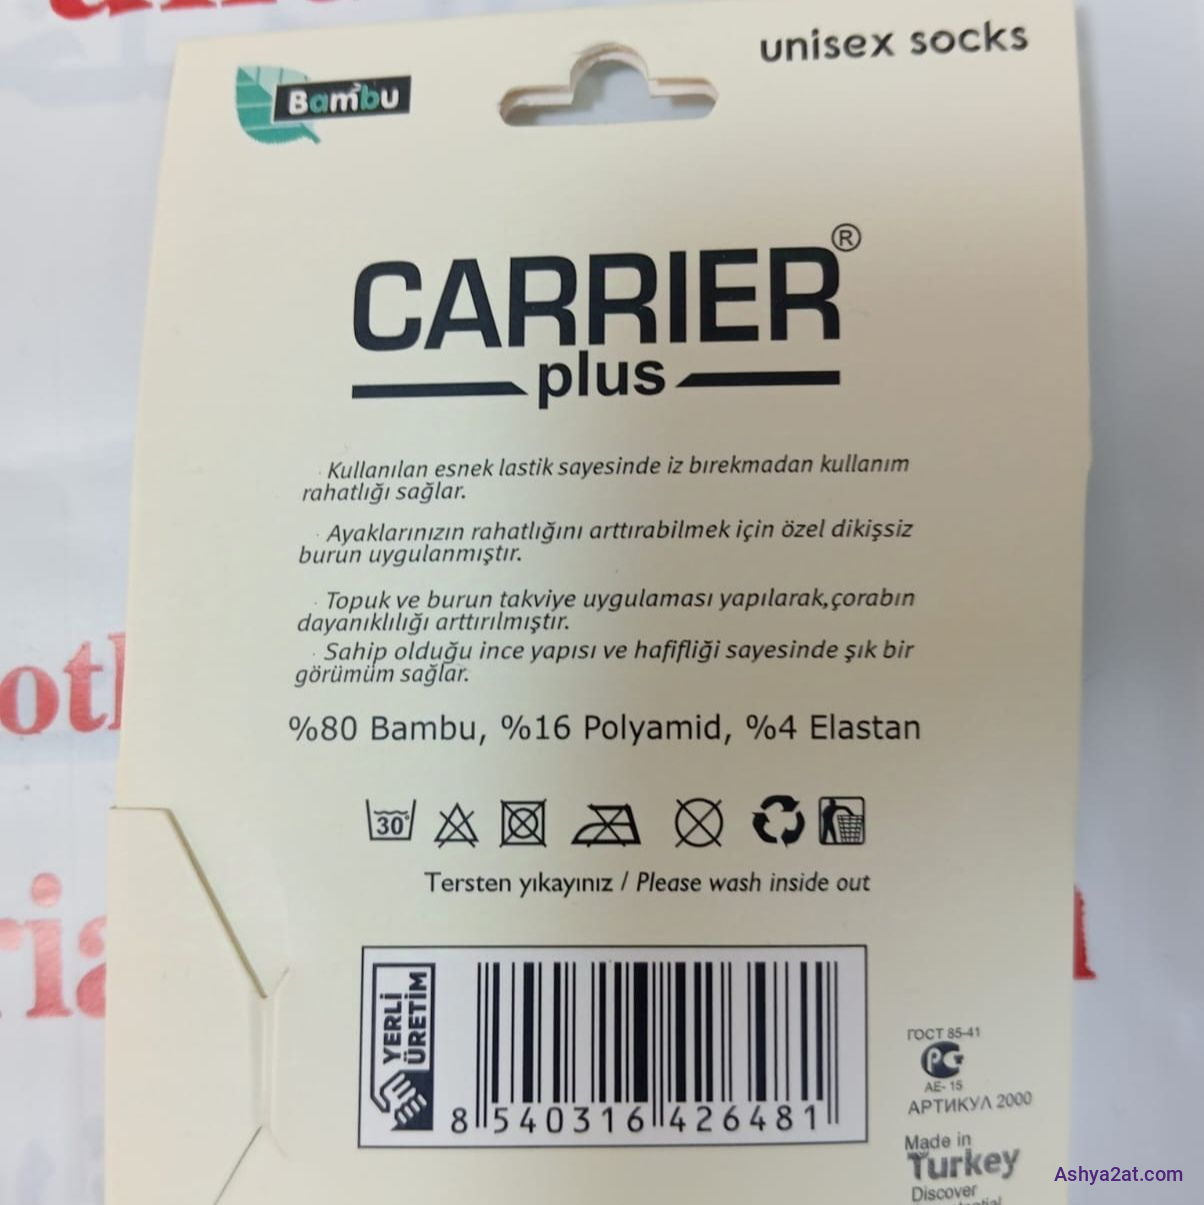 unisex socks
Bambu
CARRIER®
plus
· Kullanılan esnek lastik sayesinde iz bırekmadan kullanım
rahatlığı sağlar.
· Ayaklarınızın rahatlığını arttırabilmek için özel dikişsiz
burun uygulanmıştır.
· Topuk ve burun takviye uygulaması yapılarak,çorabın
dayanıklılığı arttırılmıştır.
· Sahip olduğu ince yapısı ve hafifliği sayesinde şık bir
görümüm sağlar.
%80 Bambu, %16 Polyamid, %4 Elastan
30°
Tersten yıkayınız / Please wash inside out
YERLİ
ÜRETİM
8 540316 426481
ГОСТ 85-41
РС
AE- 15
АРТИКУЛ 2000
Made in
Turkey
Discover
Ashya2at.com